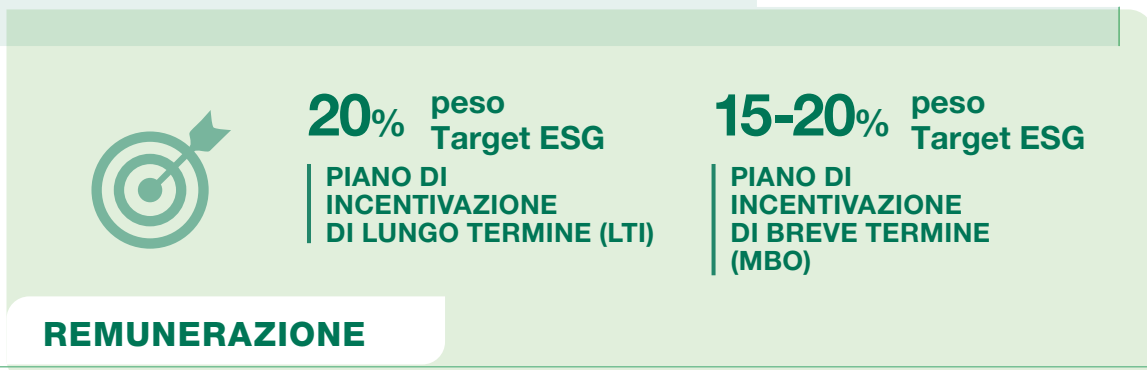 20% peso
Target ESG
PIANO DI
INCENTIVAZIONE
DI LUNGO TERMINE (LTI)
15-20% peso
Target ESG
PIANO DI
INCENTIVAZIONE
DI BREVE TERMINE
(MBO)
REMUNERAZIONE